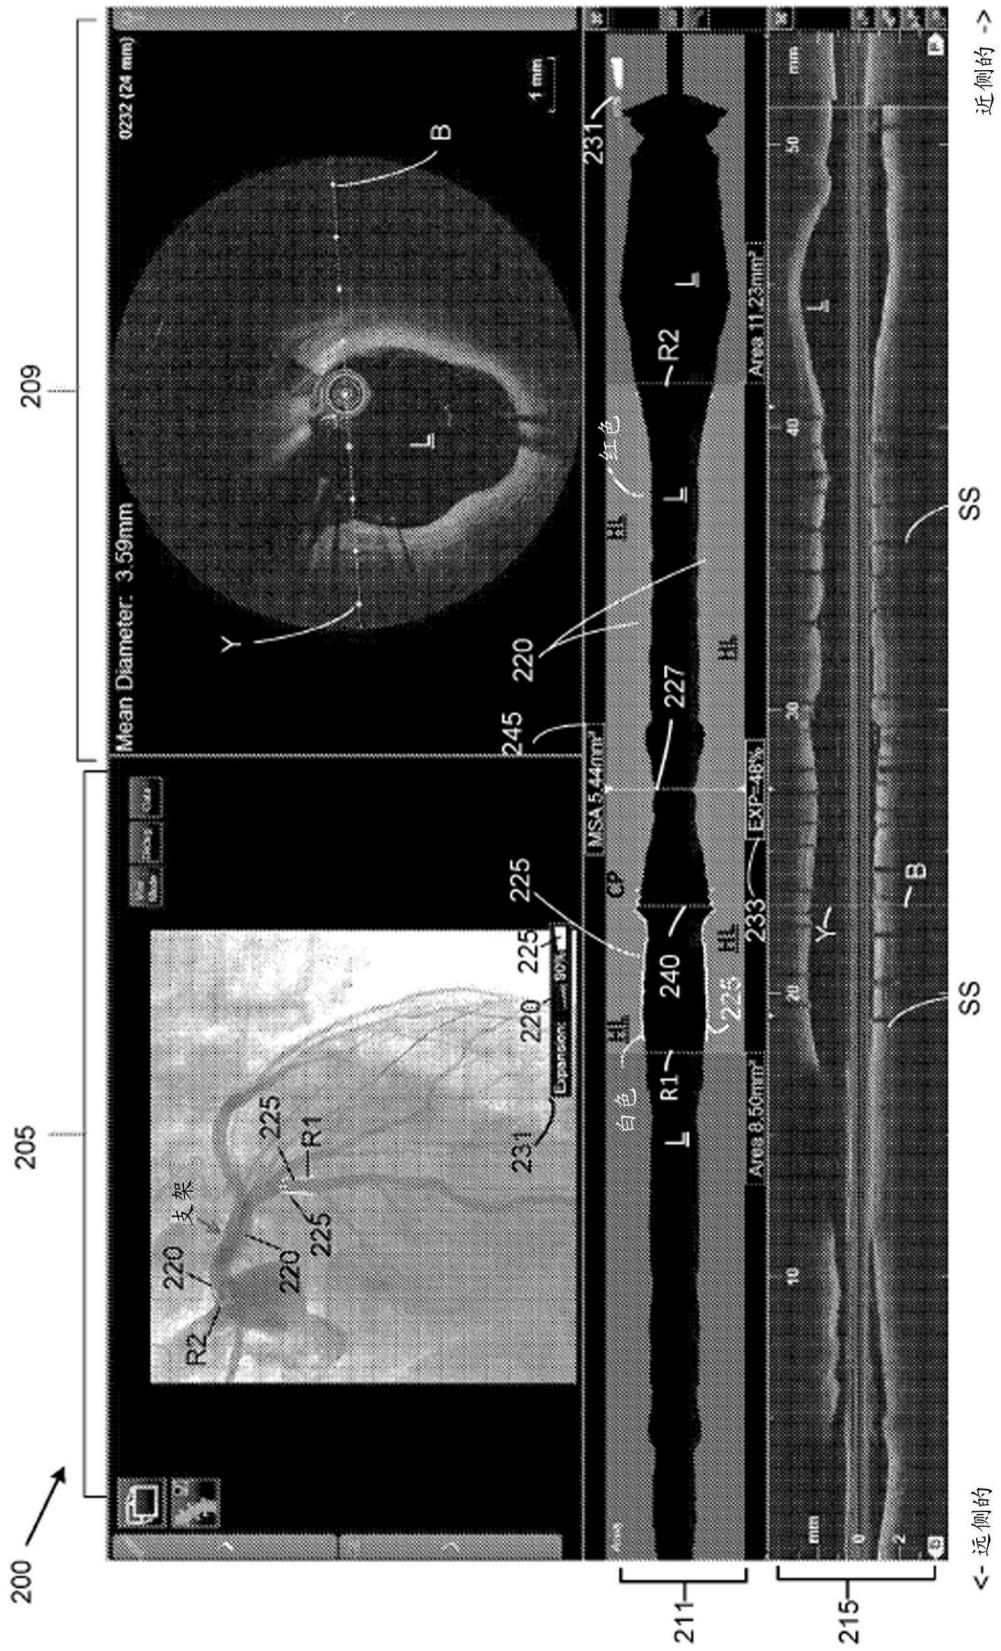 200
205
209
Mean Diameter: 3.59mm
0232 (24 mm)
Y
B
L
1 mm
220
R2
支架
220
225
R1
225
231
Expansion:
90%
220
225
245
MSA 5.44mm²
220
231
225
CP
HL
HL
红色
白色
R1
L
240
227
L
R2
L
225
HL
HL
211
Area 8.50mm²
233
EXP=48%
Area 11.23mm²
mm
10
20
30
40
50
mm
0
2
Y
B
L
215
SS
SS
<- 远侧的
近侧的 ->